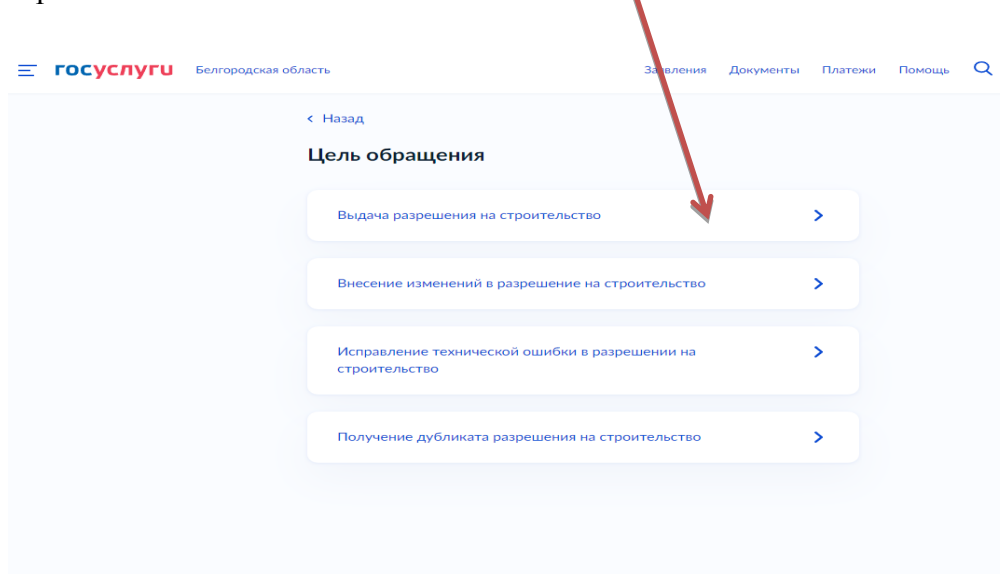 госуслуги Белгородская область Заявления Документы Платежи Помощь
Назад
Цель обращения
Выдача разрешения на строительство
Внесение изменений в разрешение на строительство
Исправление технической ошибки в разрешении на
строительство
Получение дубликата разрешения на строительство